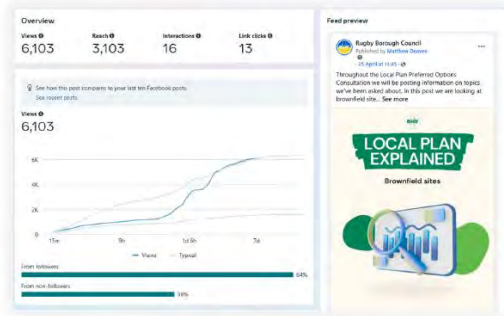 Overview
Views
6,103
Reach
3,103
Interactions
16
Link clicks
13
See how this post compares to your last ten Facebook posts.
See recent posts
Views
6,103
6K
4K
2K
0
15m
9h
1d 6h
7d
Views
Typical
From followers
64%
From non-followers
36%
Feed preview
Rugby Borough Council
Published by Matthew
25 April at 11:45
Throughout the Local Plan Preferred Options
Consultation we will be posting information on topics
we've been asked about, in this post we are looking at
brownfield site... See more
LOCAL PLAN
EXPLAINED
Brownfield sites